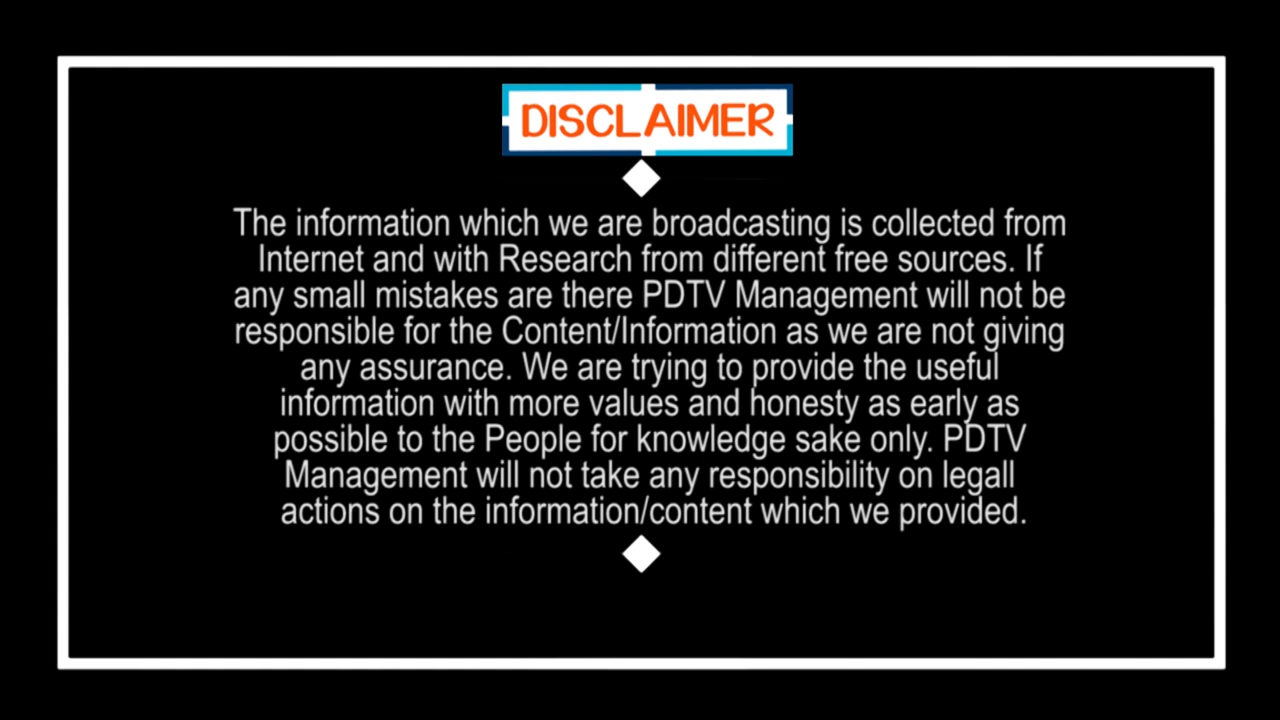 DISCLAIMER
The information which we are broadcasting is collected from
Internet and with Research from different free sources. If
any small mistakes are there PDTV Management will not be
responsible for the Content/Information as we are not giving
any assurance. We are trying to provide the useful
information with more values and honesty as early as
possible to the People for knowledge sake only. PDTV
Management will not take any responsibility on legall
actions on the information/content which we provided.